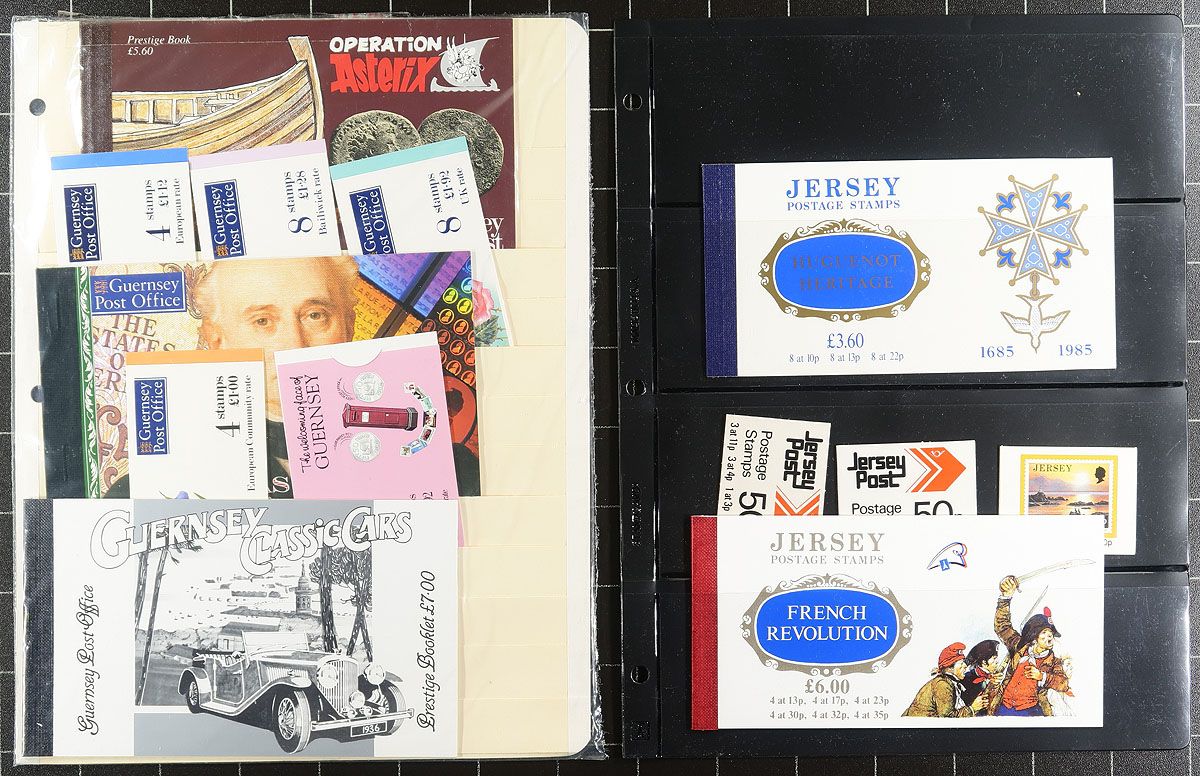 Prestige Book
£5.60
OPERATION
Asterix
Guernsey
Post Office
4 stamps
£1·12
European rate
Guernsey
Post Office
8 stamps
£1·28
Bailiwick rate
Guernsey
Post Office
8 stamps
£1·92
UK rate
Guernsey
Post Office
THE
STATES
OF
Guernsey
Post Office
4 stamps
£1·00
European Community rate
The welcoming face of
GUERNSEY
GUERNSEY
CLASSIC CARS
Guernsey Post Office
Prestige Booklet £7·00
1936
JERSEY
POSTAGE STAMPS
HUGUENOT
HERITAGE
£3.60
8 at 10p 8 at 13p 8 at 22p
1685 1985
Jersey
Post
Postage
Stamps
3 at 11p 3 at 4p 1 at 3p
Jersey
Post
Postage
50p
JERSEY
JERSEY
POSTAGE STAMPS
A
FRENCH
REVOLUTION
£6.00
4 at 13p, 4 at 17p, 4 at 23p
4 at 30p, 4 at 32p, 4 at 35p